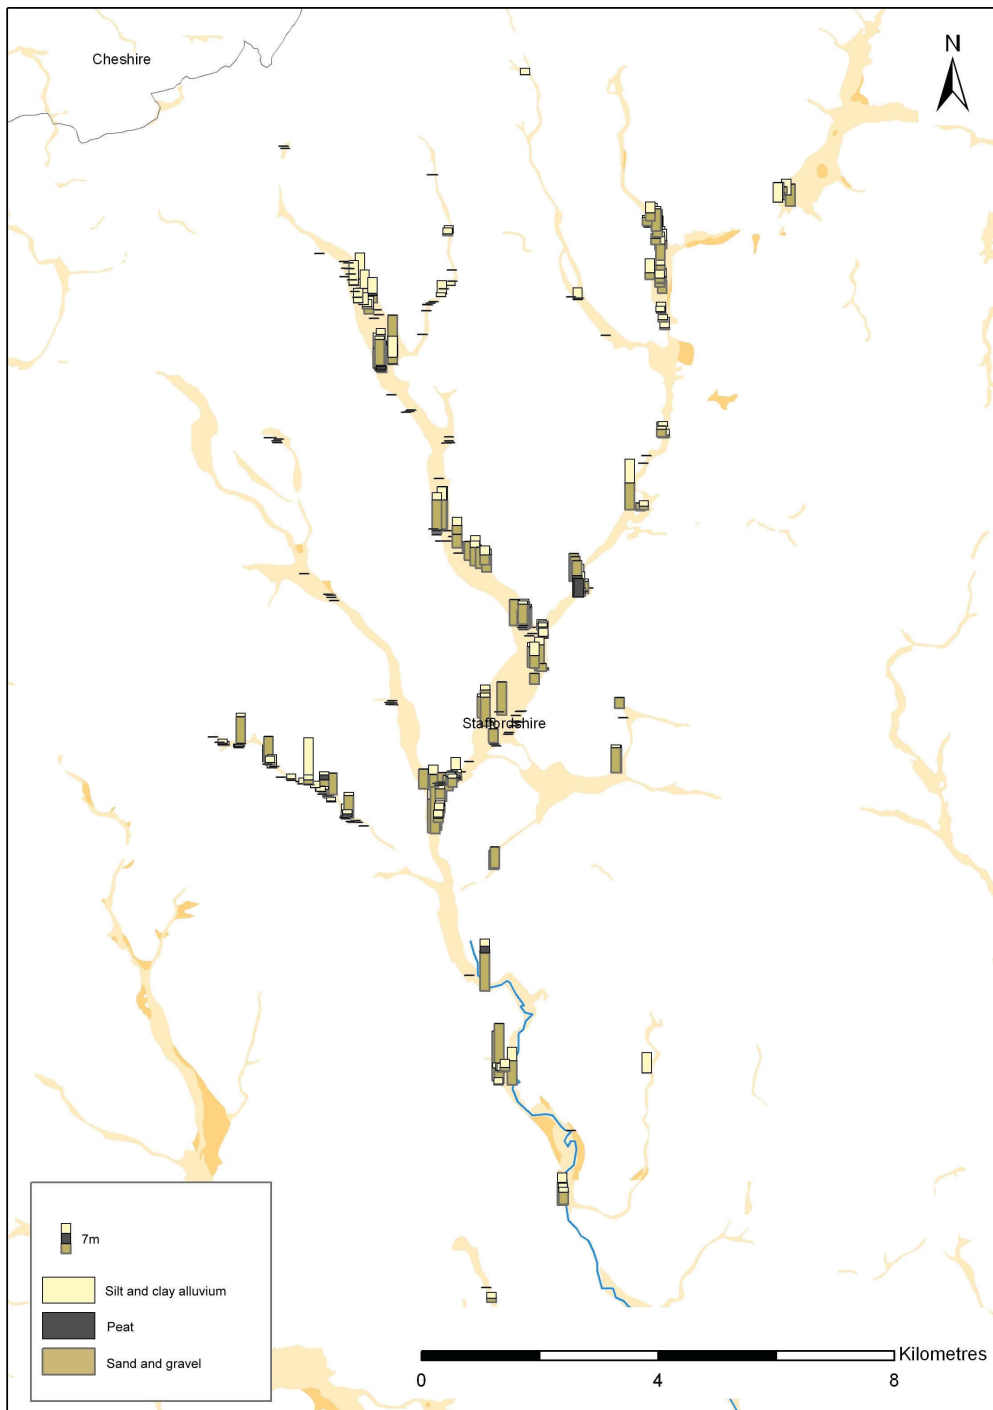 Cheshire
N
Staffordshire
7m
Silt and clay alluvium
Peat
Sand and gravel
Kilometres
0 4 8